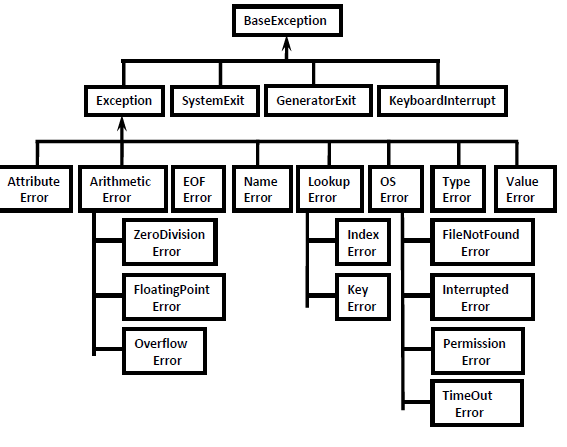 BaseException
Exception
SystemExit
GeneratorExit
KeyboardInterrupt
Attribute
Error
Arithmetic
Error
EOF
Error
Name
Error
Lookup
Error
OS
Error
Type
Error
Value
Error
ZeroDivision
Error
FloatingPoint
Error
Overflow
Error
Index
Error
Key
Error
FileNotFound
Error
Interrupted
Error
Permission
Error
TimeOut
Error